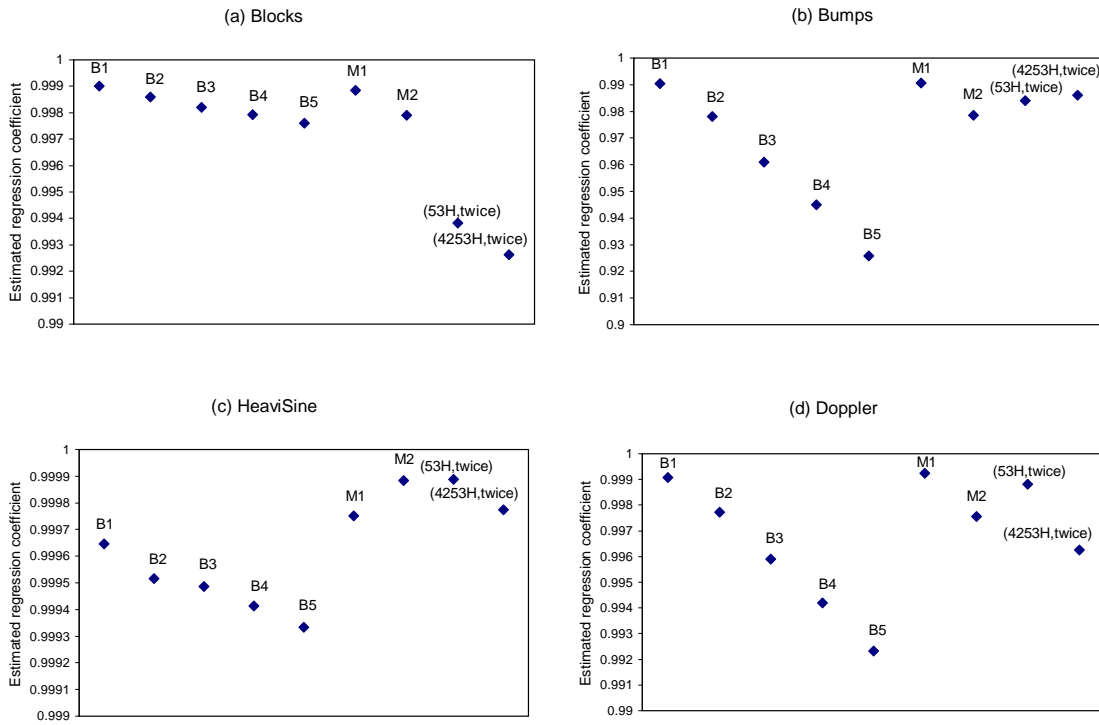 (a) Blocks
Estimated regression coefficient
1
0.999
0.998
0.997
0.996
0.995
0.994
0.993
0.992
0.991
0.99
B1
B2
B3
B4
B5
M1
M2
(53H,twice)
(4253H,twice)
(b) Bumps
Estimated regression coefficient
1
0.99
0.98
0.97
0.96
0.95
0.94
0.93
0.92
0.91
0.9
B1
B2
B3
B4
B5
M1
M2
(4253H,twice)
(53H,twice)
(c) HeaviSine
Estimated regression coefficient
1
0.9999
0.9998
0.9997
0.9996
0.9995
0.9994
0.9993
0.9992
0.9991
0.999
B1
B2
B3
B4
B5
M1
M2
(53H,twice)
(4253H,twice)
(d) Doppler
Estimated regression coefficient
1
0.999
0.998
0.997
0.996
0.995
0.994
0.993
0.992
0.991
0.99
B1
B2
B3
B4
B5
M1
M2
(53H,twice)
(4253H,twice)